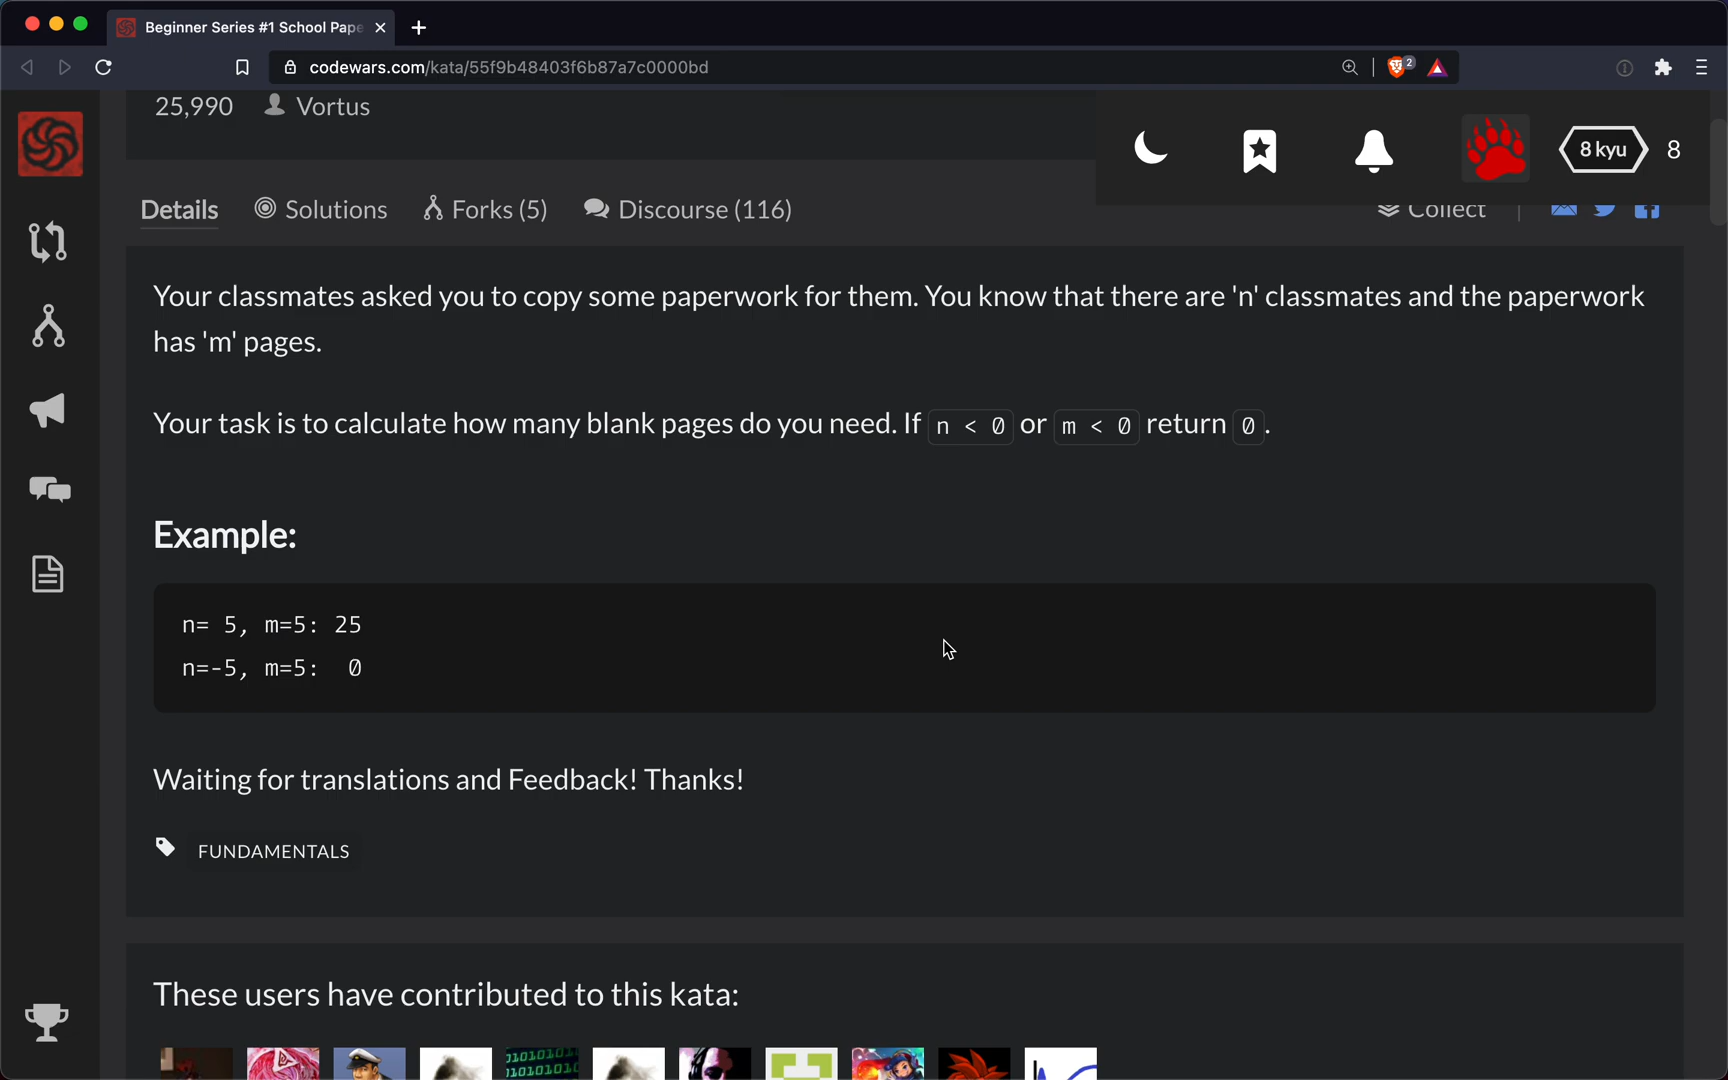 Beginner Series #1 School Pape
codewars.com/kata/55f9b48403f6b87a7c0000bd
2
25,990 Vortus
8 kyu 8
Details Solutions Forks (5) Discourse (116) Collect
Your classmates asked you to copy some paperwork for them. You know that there are 'n' classmates and the paperwork
has 'm' pages.
Your task is to calculate how many blank pages do you need. If n < 0 or m < 0 return 0.
Example:
n= 5, m=5: 25
n=-5, m=5:  0
Waiting for translations and Feedback! Thanks!
FUNDAMENTALS
These users have contributed to this kata: